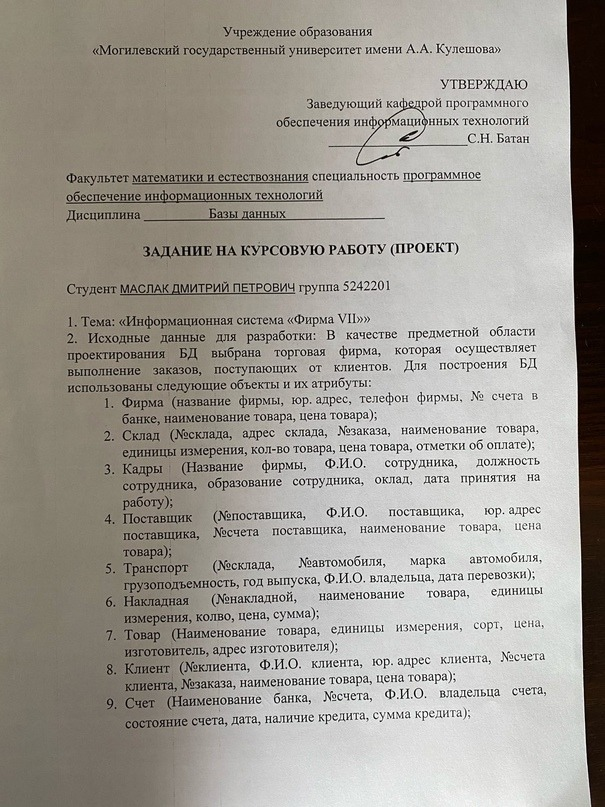 Учреждение образования
«Могилевский государственный университет имени А.А. Кулешова»
УТВЕРЖДАЮ
Заведующий кафедрой программного
обеспечения информационных технологий
С.Н. Батан
Факультет математики и естествознания специальность программное
обеспечение информационных технологий
Дисциплина Базы данных
ЗАДАНИЕ НА КУРСОВУЮ РАБОТУ (ПРОЕКТ)
Студент МАСЛАК ДМИТРИЙ ПЕТРОВИЧ группа 5242201
1. Тема: «Информационная система «Фирма VII»»
2. Исходные данные для разработки: В качестве предметной области
проектирования БД выбрана торговая фирма, которая осуществляет
выполнение заказов, поступающих от клиентов. Для построения БД
использованы следующие объекты и их атрибуты:
1. Фирма (название фирмы, юр. адрес, телефон фирмы, № счета в
банке, наименование товара, цена товара);
2. Склад (№склада, адрес склада, №заказа, наименование товара,
единицы измерения, кол-во товара, цена товара, отметки об оплате);
3. Кадры (Название фирмы, Ф.И.О. сотрудника, должность
сотрудника, образование сотрудника, оклад, дата принятия на
работу);
4. Поставщик (№поставщика, Ф.И.О. поставщика, юр. адрес
поставщика, №счета поставщика, наименование товара, цена
товара);
5. Транспорт (№склада, №автомобиля, марка автомобиля,
грузоподъемность, год выпуска, Ф.И.О. владельца, дата перевозки);
6. Накладная (№накладной, наименование товара, единицы
измерения, колво, цена, сумма);
7. Товар (Наименование товара, единицы измерения, сорт, цена,
изготовитель, адрес изготовителя);
8. Клиент (№клиента, Ф.И.О. клиента, юр. адрес клиента, №счета
клиента, №заказа, наименование товара, цена товара);
9. Счет (Наименование банка, №счета, Ф.И.О. владельца счета,
состояние счета, дата, наличие кредита, сумма кредита);